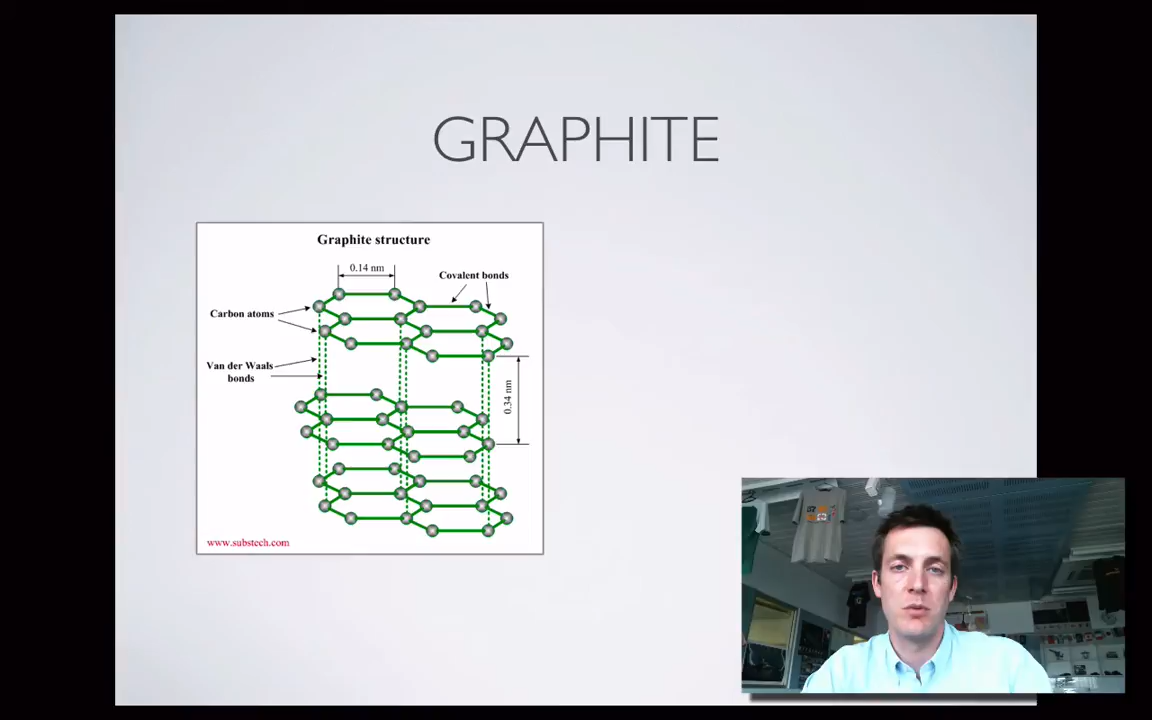 GRAPHITE
Graphite structure
0.14 nm
Covalent bonds
Carbon atoms
Van der Waals
bonds
0.34 nm
www.substech.com